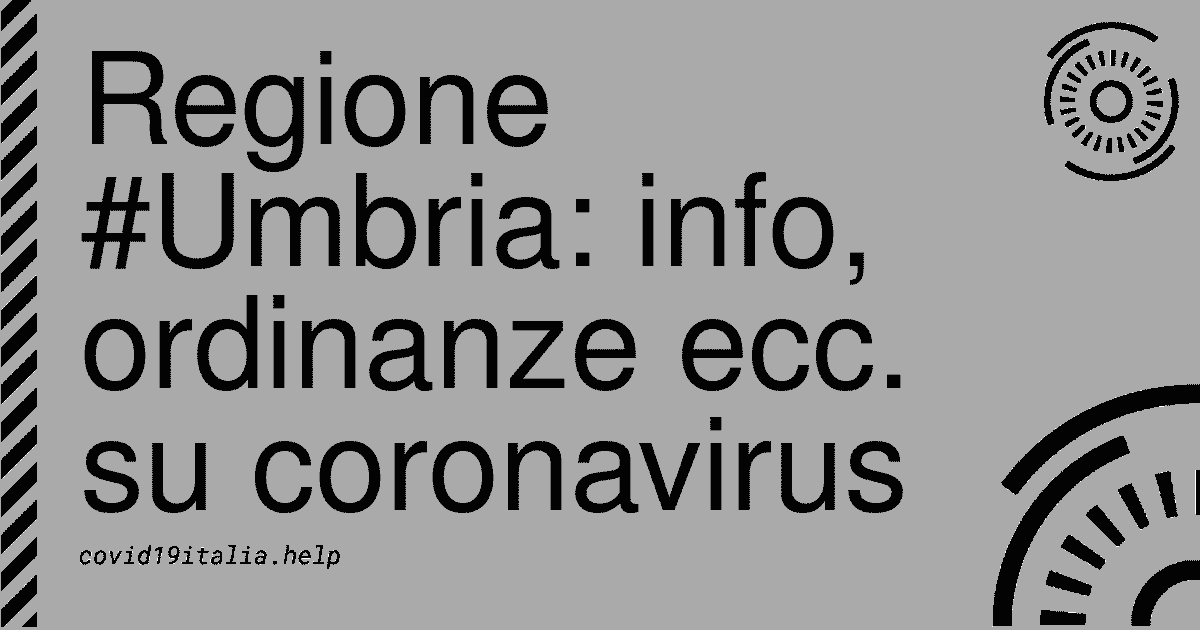 Regione
#Umbria: info,
ordinanze ecc.
su coronavirus
covid19italia.help